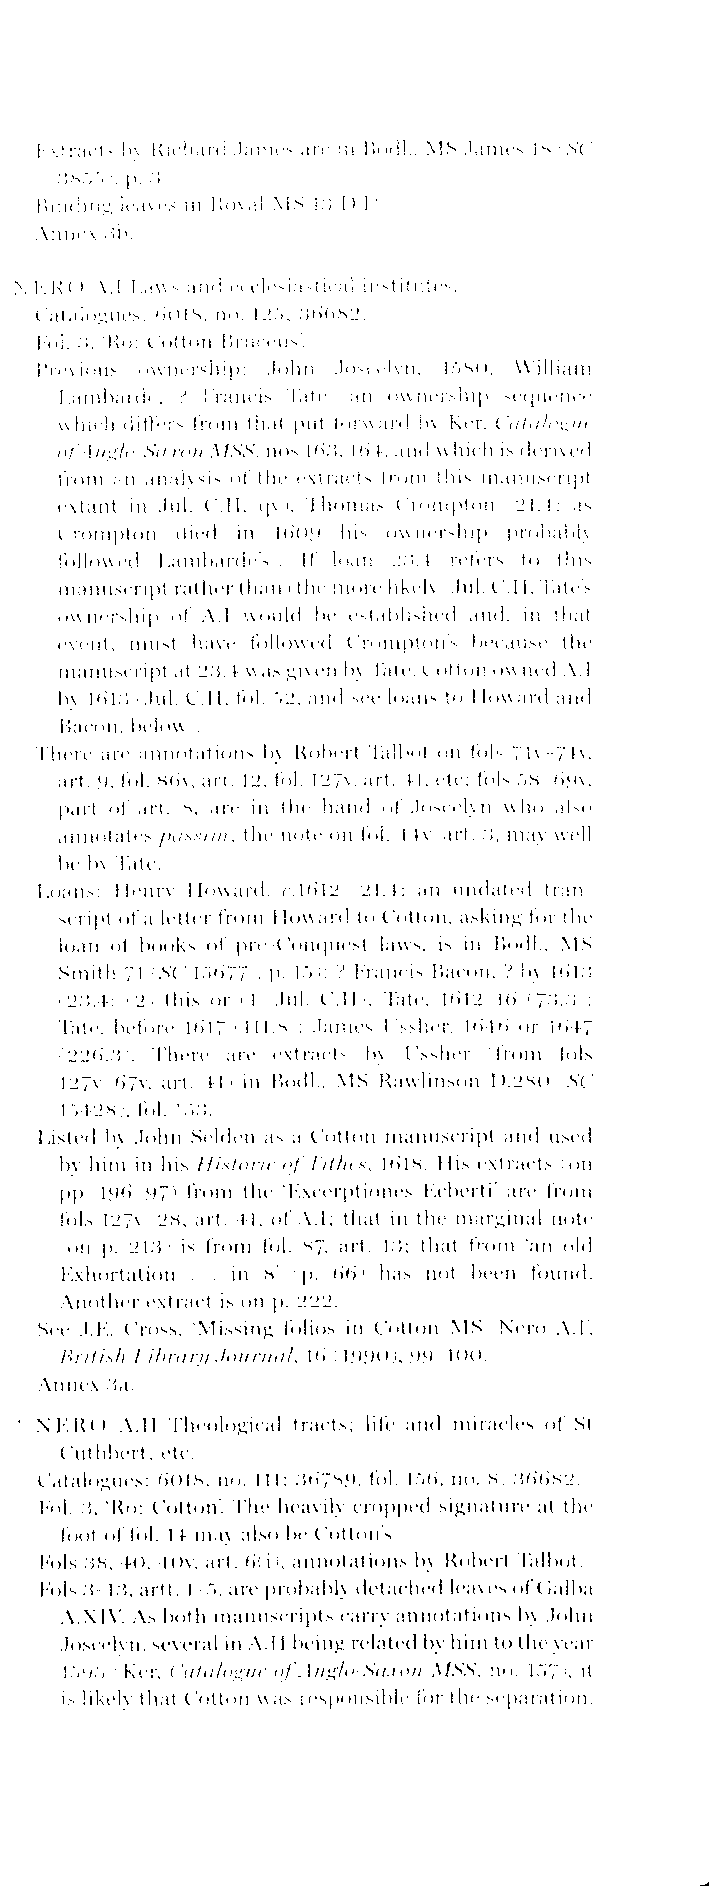 Extracts by Richard James are in Bodl., MS James 18 (SC
3855), p. 3.
Binding leaves in Royal MS 13 D.I*.
Annex 3b.
NERO A.I Laws and ecclesiastical institutes.
Catalogues: 6018, no. 125; 36682.
Fol. 3, 'Ro: Cotton Bruceus'.
Previous ownership: John Joscelyn, 1580, William
Lambarde, ? Francis Tate (an ownership sequence
which differs from that put forward by Ker, Catalogue
of Anglo-Saxon MSS, nos 163, 164, and which is derived
from an analysis of the extracts from this manuscript
extant in Jul. C.II, qv), Thomas Crompton (21.4; as
Crompton died in 1609 his ownership probably
followed Lambarde's). If loan 23.4 refers to this
manuscript rather than (the more likely) Jul. C.II, Tate's
ownership of A.I would be established and, in that
event, must have followed Crompton's because the
manuscript at 23.4 was given by Tate. Cotton owned A.I
by 1613 (Jul. C.II, fol. 52, and see loans to Howard and
Bacon, below).
There are annotations by Robert Talbot on fols 71v-74v,
art. 9, fol. 86v, art. 12, fol. 127v, art. 41, etc; fols 58-69v,
part of art. 8, are in the hand of Joscelyn who also
annotates passim; the note on fol. 14v, art. 3, may well
be by Tate.
Loans: Henry Howard, c.1612 (21.4; an undated tran-
script of a letter from Howard to Cotton, asking for the
loan of books of pre-Conquest laws, is in Bodl., MS
Smith 71 (SC 15677), p. 15); ? Francis Bacon, ? by 1613
(23.4: (2) this or (1) Jul. C.II); Tate, 1612-16 (73.3);
Tate, before 1617 (111.8); James Ussher, 1646 or 1647
(226.3). There are extracts by Ussher (from fols
127v-67v, art. 41) in Bodl., MS Rawlinson D.280 (SC
15428), fol. 53.
Listed by John Selden as a Cotton manuscript and used
by him in his Historie of Tithes, 1618. His extracts (on
pp. 196-97) from the 'Excerptiones Ecberti' are from
fols 127v-28, art. 41, of A.I; that in the marginal note
(on p. 213) is from fol. 87, art. 13; that from 'an old
Exhortation . . . in 8°' (p. 66) has not been found.
Another extract is on p. 222.
See J.E. Cross, 'Missing folios in Cotton MS. Nero A.I',
British Library Journal, 16 (1990), 99-100.
Annex 3a.
* NERO A.II Theological tracts; life and miracles of St
Cuthbert, etc.
Catalogues: 6018, no. 111; 36789, fol. 156, no. 8; 36682.
Fol. 3, 'Ro: Cotton'. The heavily cropped signature at the
foot of fol. 14 may also be Cotton's.
Fols 38, 40, 40v, art. 6(i), annotations by Robert Talbot.
Fols 3-13, artt. 1-5, are probably detached leaves of Galba
A.XIV. As both manuscripts carry annotations by John
Joscelyn, several in A.II being related by him to the year
(Ker, Catalogue of Anglo-Saxon MSS, no. 157), it
is likely that Cotton was responsible for the separation.